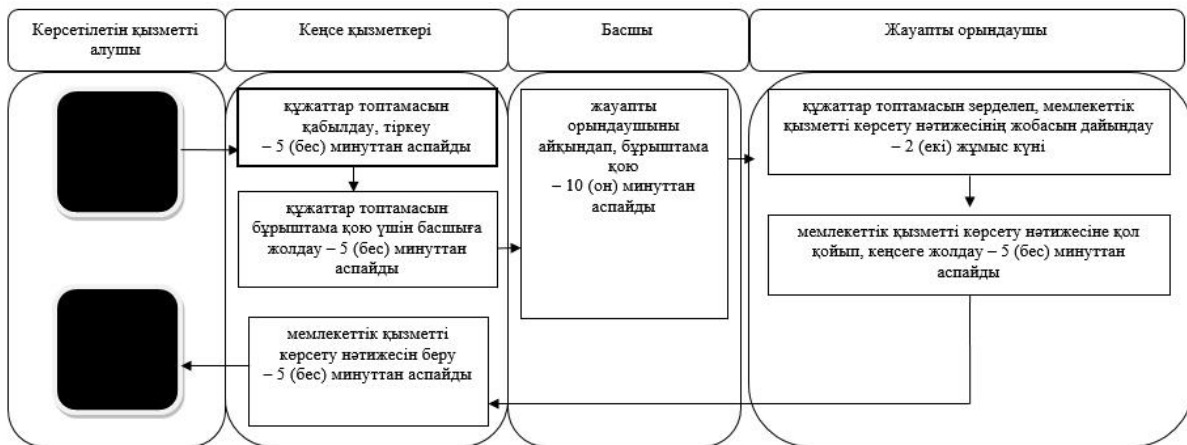 Көрсетілетін қызметті
алушы
Кеңсе қызметкері
Басшы
Жауапты орындаушы
құжаттар топтамасын
қабылдау, тіркеу
– 5 (бес) минуттан аспайды
құжаттар топтамасын
бұрыштама қою үшін басшыға
жолдау – 5 (бес) минуттан
аспайды
жауапты
орындаушыны
айқындап, бұрыштама
қою
– 10 (он) минуттан
аспайды
құжаттар топтамасын зерделеп, мемлекеттік
қызметті көрсету нәтижесінің жобасын дайындау
– 2 (екі) жұмыс күні
мемлекеттік қызметті көрсету нәтижесіне қол
қойып, кеңсеге жолдау – 5 (бес) минуттан
аспайды
мемлекеттік қызметті
көрсету нәтижесін беру
– 5 (бес) минуттан аспайды